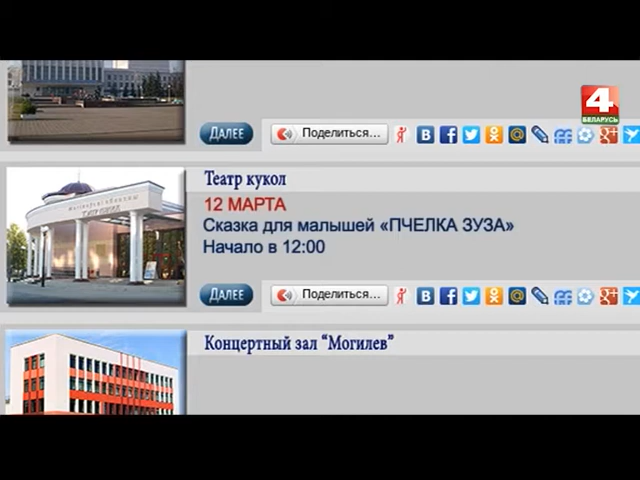 4
БЕЛАРУСЬ
ДАЛЕЕ
Поделиться...
Театр кукол
12 МАРТА
Сказка для малышей «ПЧЕЛКА ЗУЗА»
Начало в 12:00
ДАЛЕЕ
Поделиться...
Концертный зал “Могилев”